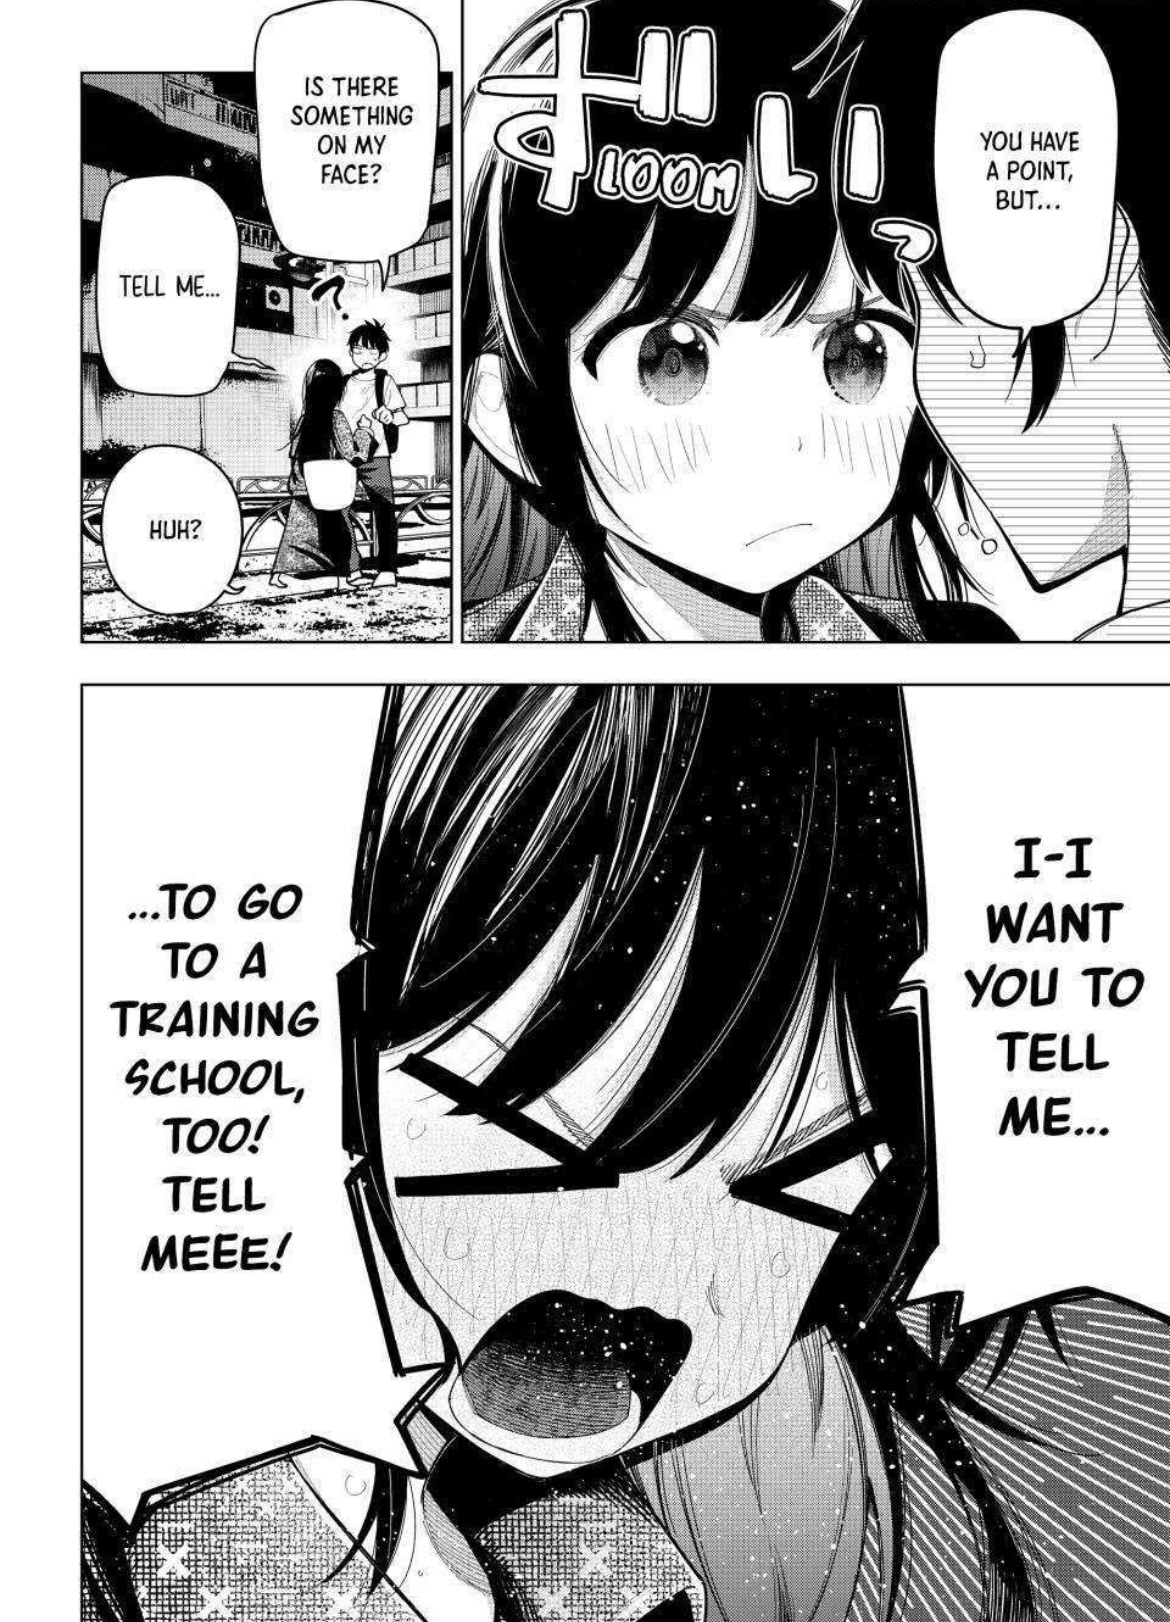 YOU HAVE
A POINT,
BUT...
ずいっ
LOOM
IS THERE
SOMETHING
ON MY
FACE?
TELL ME...
HUH?
I-I
WANT
YOU TO
TELL
ME...
...TO GO
TO A
TRAINING
SCHOOL,
TOO!
TELL
MEEE!